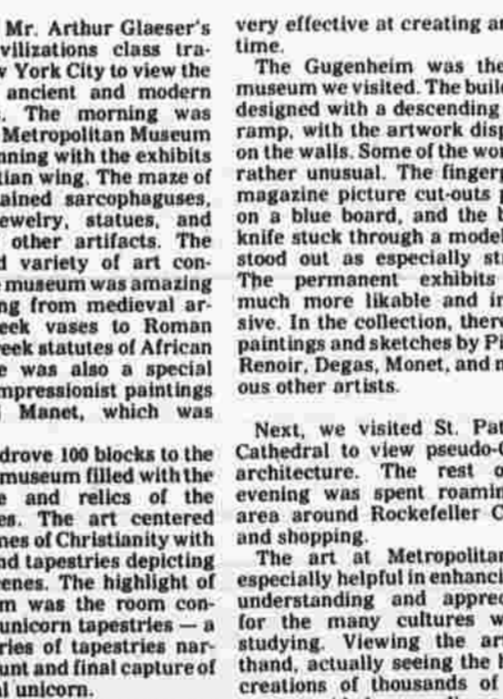 Mr. Arthur Glaeser's
vilizations class tra-
York City to view the
ancient and modern
The morning was
Metropolitan Museum
nning with the exhibits
tian wing. The maze of
ained sarcophaguses,
ewelry, statues, and
other artifacts. The
d variety of art con-
museum was amazing
ng from medieval ar-
eek vases to Roman
reek statutes of African
e was also a special
mpressionist paintings
Manet, which was
drove 100 blocks to the
museum filled with the
e and relics of the
es. The art centered
nes of Christianity with
nd tapestries depicting
cenes. The highlight of
m was the room con-
unicorn tapestries — a
ries of tapestries nar-
unt and final capture of
al unicorn.
very effective at creating a
time.
The Gugenheim was the
museum we visited. The build
designed with a descending
ramp, with the artwork disp
on the walls. Some of the wor
rather unusual. The fingerp
magazine picture cut-outs p
on a blue board, and the
knife stuck through a model
stood out as especially st
The permanent exhibits
much more likable and i
sive. In the collection, there
paintings and sketches by Pi
Renoir, Degas, Monet, and n
ous other artists.
Next, we visited St. Pat
Cathedral to view pseudo-
architecture. The rest o
evening was spent roamin
area around Rockefeller C
and shopping.
The art at Metropolitan
especially helpful in enhanci
understanding and apprec
for the many cultures w
studying. Viewing the ar
thand, actually seeing the
creations of thousands of